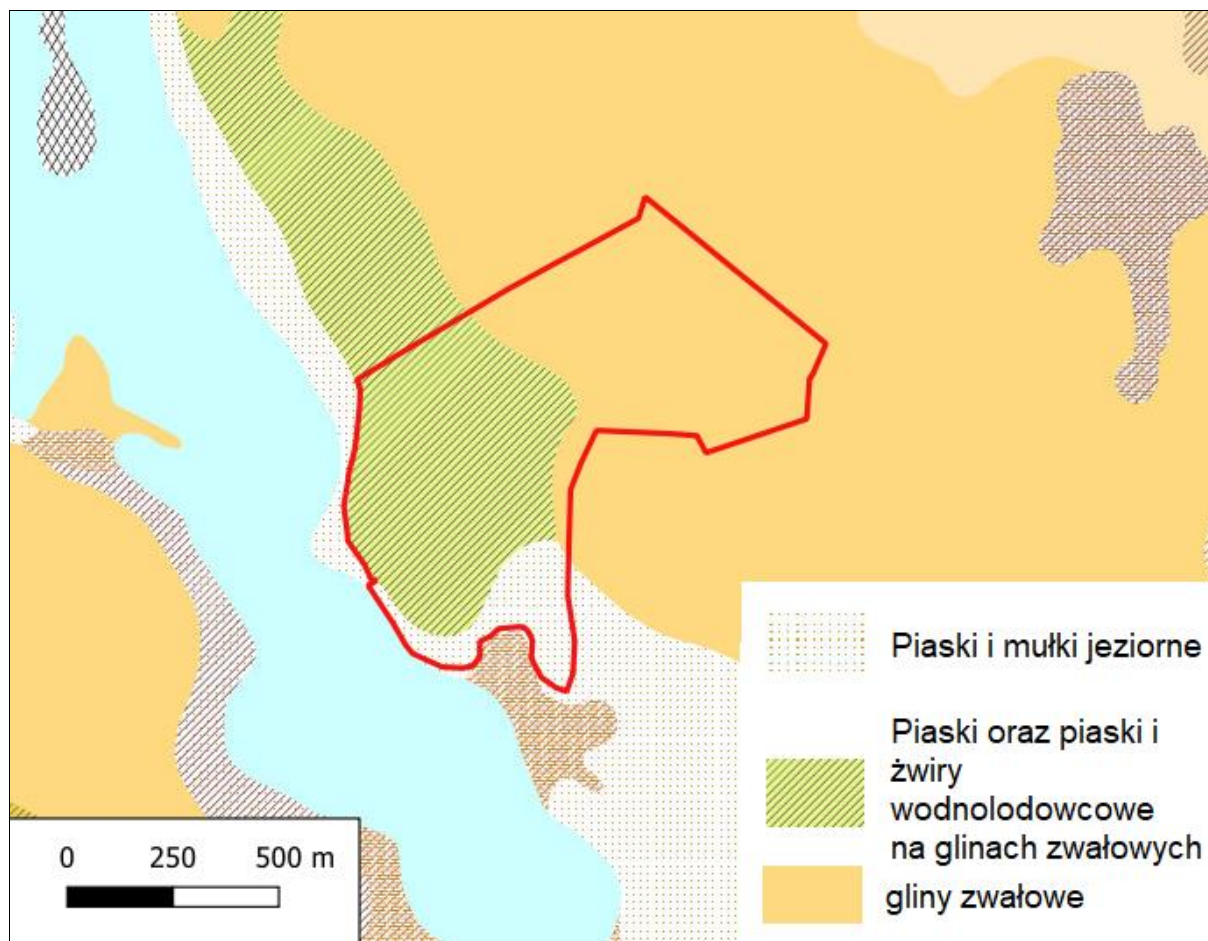 Piaski i mułki jeziorne
Piaski oraz piaski i
żwiry
wodnolodowcowe
na glinach zwałowych
gliny zwałowe
0 250 500 m